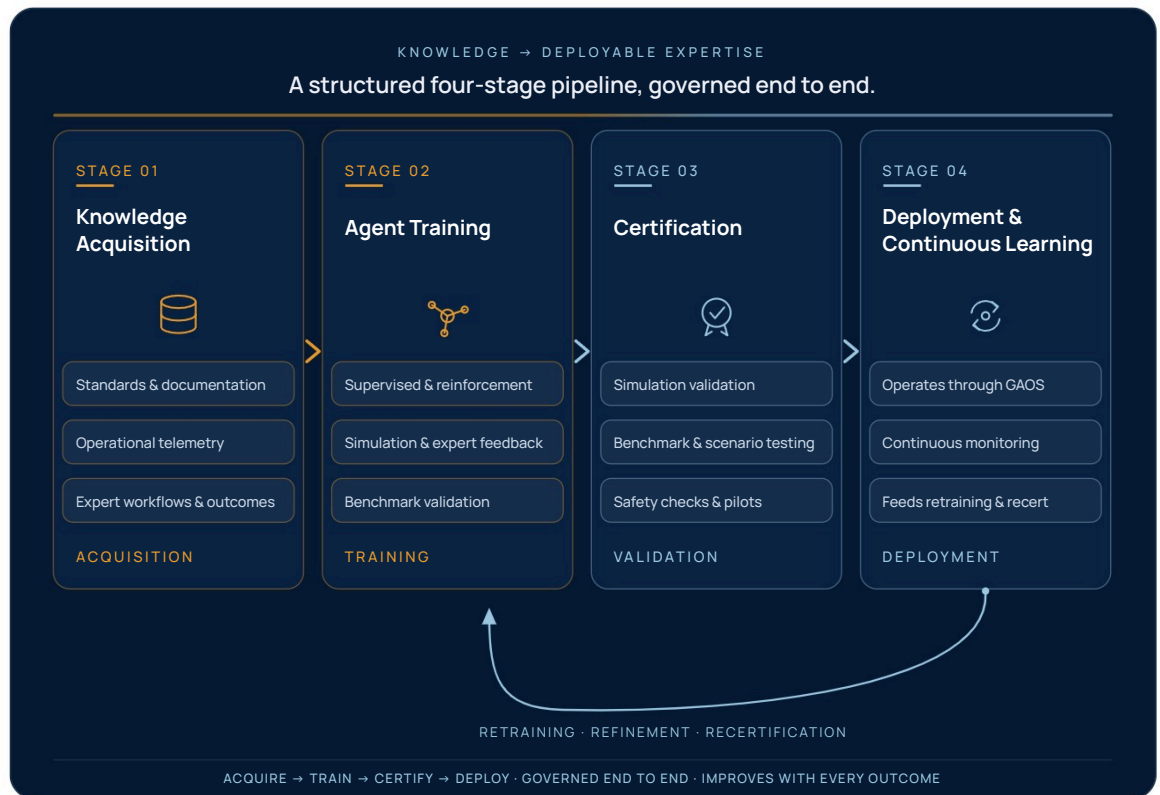 KNOWLEDGE → DEPLOYABLE EXPERTISE
A structured four-stage pipeline, governed end to end.
STAGE 01
Knowledge
Acquisition
Standards & documentation
Operational telemetry
Expert workflows & outcomes
ACQUISITION
STAGE 02
Agent Training
Supervised & reinforcement
Simulation & expert feedback
Benchmark validation
TRAINING
STAGE 03
Certification
Simulation validation
Benchmark & scenario testing
Safety checks & pilots
VALIDATION
STAGE 04
Deployment &
Continuous Learning
Operates through GAOS
Continuous monitoring
Feeds retraining & recert
DEPLOYMENT
RETRAINING · REFINEMENT · RECERTIFICATION
ACQUIRE → TRAIN → CERTIFY → DEPLOY · GOVERNED END TO END · IMPROVES WITH EVERY OUTCOME